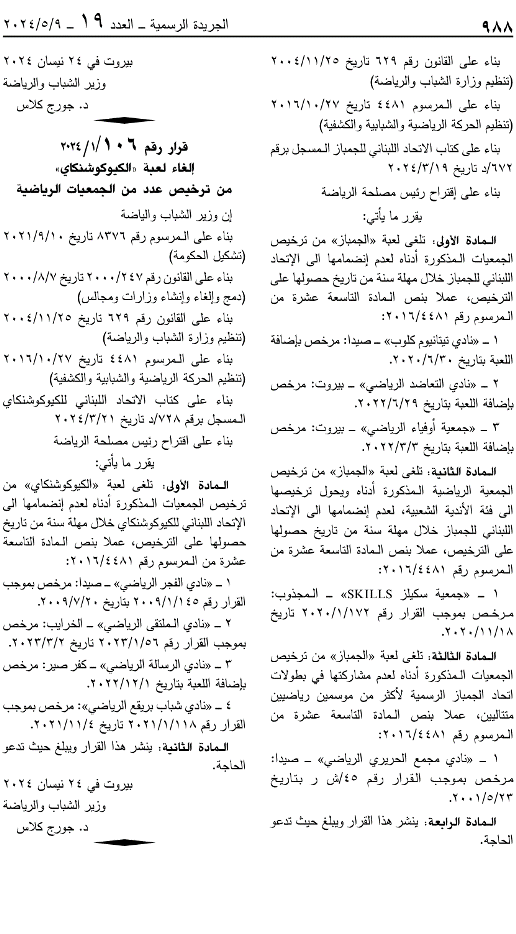 ٩٨٨
الجريدة الرسمية ــ العدد ١٩ ــ ٢٠٢٤/٥/٩
بناء على القانون رقم ٦٢٩ تاريخ ٢٠٠٤/١١/٢٥
(تنظيم وزارة الشباب والرياضة)
بناء على المرسوم رقم ٤٤٨١ تاريخ ٢٠١٦/١٠/٢٧
(تنظيم الحركة الرياضية والشبابية والكشفية)
بناء على كتاب الاتحاد اللبناني للجمباز المسجل برقم
٦٧٢/د تاريخ ٢٠٢٤/٣/١٩
بناء على إقتراح رئيس مصلحة الرياضة
يقرر ما يأتي:
المادة الأولى: تلغى لعبة «الجمباز» من ترخيص
الجمعيات المذكورة أدناه لعدم إنضمامها الى الإتحاد
اللبناني للجمباز خلال مهلة سنة من تاريخ حصولها على
الترخيص، عملا بنص المادة التاسعة عشرة من
المرسوم رقم ٢٠١٦/٤٤٨١:
١ ــ «نادي تيتانيوم كلوب» ــ صيدا: مرخص بإضافة
اللعبة بتاريخ ٢٠٢٠/٦/٣٠.
٢ ــ «نادي التعاضد الرياضي» ــ بيروت: مرخص
بإضافة اللعبة بتاريخ ٢٠٢٢/٦/٢٩.
٣ ــ «جمعية أوفياء الرياضي» ــ بيروت: مرخص
بإضافة اللعبة بتاريخ ٢٠٢٢/٣/٣.
المادة الثانية: تلغى لعبة «الجمباز» من ترخيص
الجمعية الرياضية المذكورة أدناه ويحول ترخيصها
الى فئة الأندية الشعبية، لعدم إنضمامها الى الإتحاد
اللبناني للجمباز خلال مهلة سنة من تاريخ حصولها
على الترخيص، عملا بنص المادة التاسعة عشرة من
المرسوم رقم ٢٠١٦/٤٤٨١:
١ ــ «جمعية سكيلز SKILLS» ــ المجذوب:
مرخص بموجب القرار رقم ٢٠٢٠/١/١٧٢ تاريخ
٢٠٢٠/١١/١٨.
المادة الثالثة: تلغى لعبة «الجمباز» من ترخيص
الجمعيات المذكورة أدناه لعدم مشاركتها في بطولات
اتحاد الجمباز الرسمية لأكثر من موسمين رياضيين
متتاليين، عملا بنص المادة التاسعة عشرة من
المرسوم رقم ٢٠١٦/٤٤٨١:
١ ــ «نادي مجمع الحريري الرياضي» ــ صيدا:
مرخص بموجب القرار رقم ٤٥/ش ر بتاريخ
٢٠٠١/٥/٢٣.
المادة الرابعة: ينشر هذا القرار ويبلغ حيث تدعو
الحاجة.
بيروت في ٢٤ نيسان ٢٠٢٤
وزير الشباب والرياضة
د. جورج كلاس
قرار رقم ٢٠٢٤/١/١٠٦
إلغاء لعبة «الكيوكوشنكاي»
من ترخيص عدد من الجمعيات الرياضية
إن وزير الشباب والياضة
بناء على المرسوم رقم ٨٣٧٦ تاريخ ٢٠٢١/٩/١٠
(تشكيل الحكومة)
بناء على القانون رقم ٢٠٠٠/٢٤٧ تاريخ ٢٠٠٠/٨/٧
(دمج وإلغاء وإنشاء وزارات ومجالس)
بناء على القانون رقم ٦٢٩ تاريخ ٢٠٠٤/١١/٢٥
(تنظيم وزارة الشباب والرياضة)
بناء على المرسوم ٤٤٨١ تاريخ ٢٠١٦/١٠/٢٧
(تنظيم الحركة الرياضية والشبابية والكشفية)
بناء على كتاب الاتحاد اللبناني للكيوكوشنكاي
المسجل برقم ٧٢٨/د تاريخ ٢٠٢٤/٣/٢١
بناء على اقتراح رئيس مصلحة الرياضة
يقرر ما يأتي:
المادة الأولى: تلغى لعبة «الكيوكوشنكاي» من
ترخيص الجمعيات المذكورة أدناه لعدم إنضمامها الى
الإتحاد اللبناني للكيوكوشنكاي خلال مهلة سنة من تاريخ
حصولها على الترخيص، عملا بنص المادة التاسعة
عشرة من المرسوم رقم ٢٠١٦/٤٤٨١:
١ ــ «نادي الفجر الرياضي» ــ صيدا: مرخص بموجب
القرار رقم ٢٠٠٩/١/١٤٥ بتاريخ ٢٠٠٩/٧/٢٠.
٢ ــ «نادي الملتقى الرياضي» ــ الخرايب: مرخص
بموجب القرار رقم ٢٠٢٣/١/٥٦ تاريخ ٢٠٢٣/٣/٢.
٣ ــ «نادي الرسالة الرياضي» ــ كفر صير: مرخص
بإضافة اللعبة بتاريخ ٢٠٢٢/١٢/١.
٤ ــ «نادي شباب بريقع الرياضي»: مرخص بموجب
القرار رقم ٢٠٢١/١/١١٨ تاريخ ٢٠٢١/١١/٤.
المادة الثانية: ينشر هذا القرار ويبلغ حيث تدعو
الحاجة.
بيروت في ٢٤ نيسان ٢٠٢٤
وزير الشباب والرياضة
د. جورج كلاس